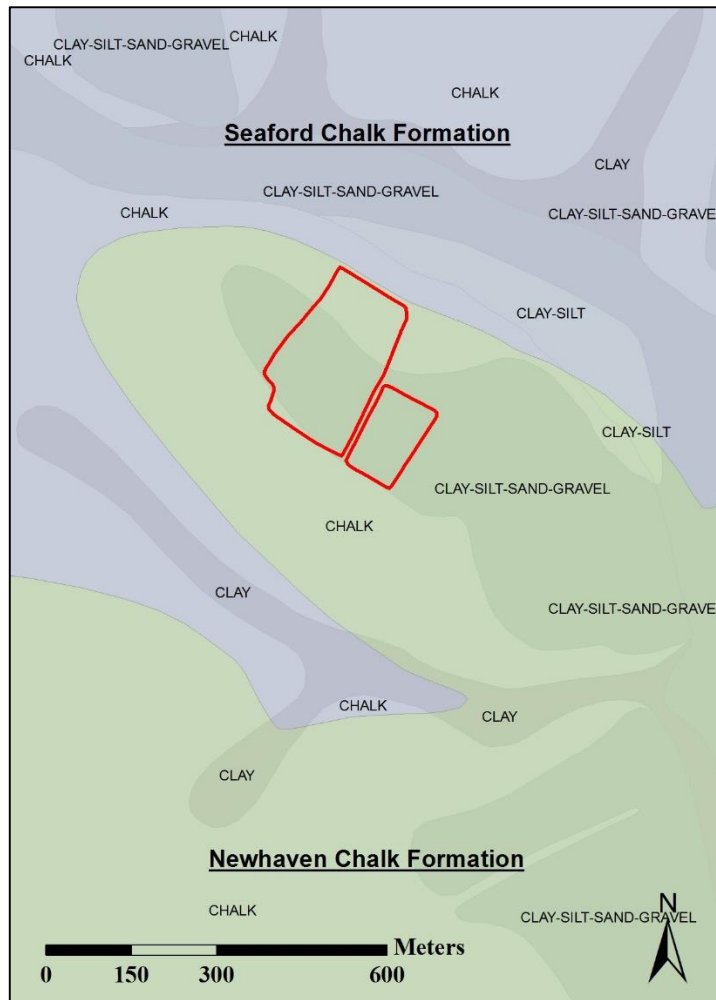 CHALK
CLAY-SILT-SAND-GRAVEL
CHALK
CHALK
Seaford Chalk Formation
CLAY
CLAY-SILT-SAND-GRAVEL
CHALK
CLAY-SILT-SAND-GRAVE
CLAY-SILT
CLAY-SILT
CLAY-SILT-SAND-GRAVEL
CHALK
CLAY
CLAY-SILT-SAND-GRAVE
CHALK
CLAY
CLAY
Newhaven Chalk Formation
CHALK
N
CLAY-SILT-SAND-GRAVEL
Meters
0 150 300 600